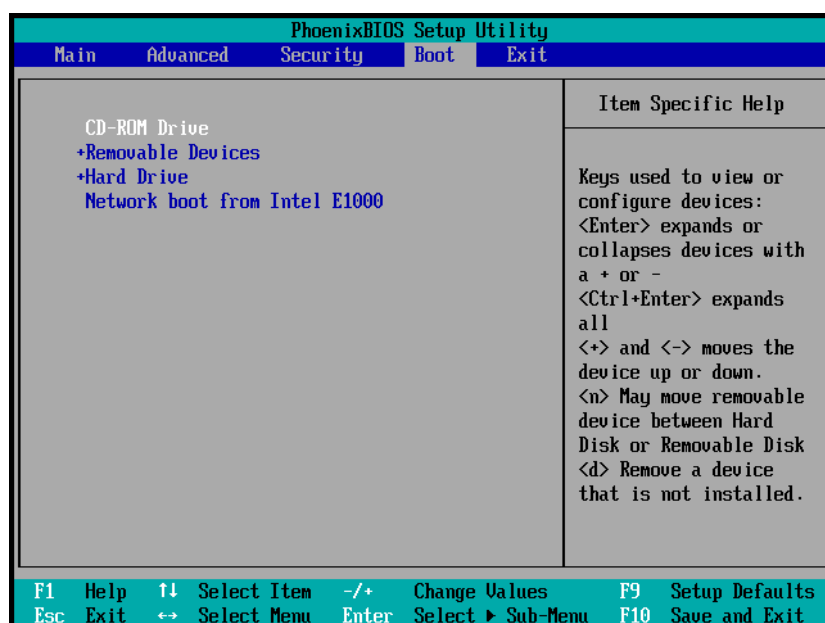 PhoenixBIOS Setup Utility
Main Advanced Security Boot Exit
CD-ROM Drive
+Removable Devices
+Hard Drive
Network boot from Intel E1000
Item Specific Help
Keys used to view or
configure devices:
<Enter> expands or
collapses devices with
a + or -
<Ctrl+Enter> expands
all
<+> and <-> moves the
device up or down.
<n> May move removable
device between Hard
Disk or Removable Disk
<d> Remove a device
that is not installed.
F1 Help ↑↓ Select Item -/+ Change Values F9 Setup Defaults
Esc Exit ↔ Select Menu Enter Select ▶ Sub-Menu F10 Save and Exit